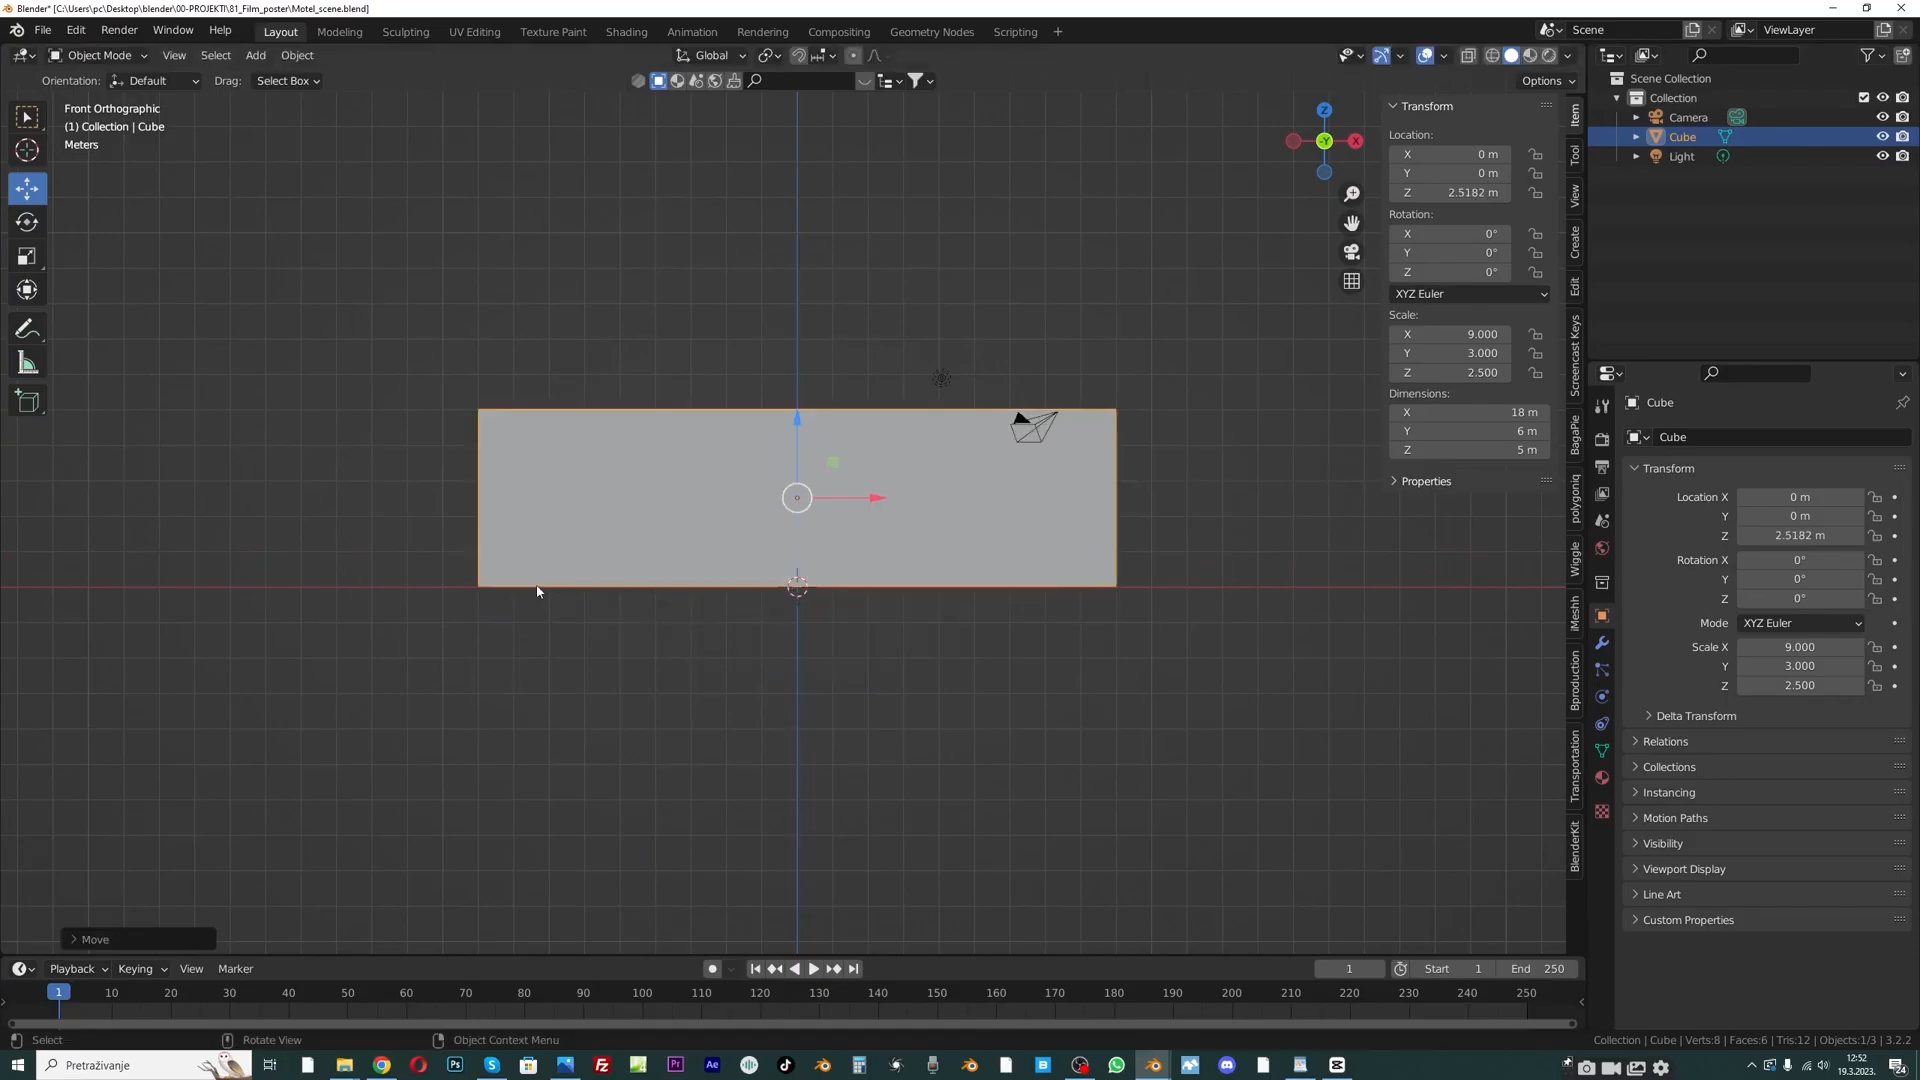 Blender* [C:\Users\pc\Desktop\blender\00-PROJEKTI\81_Film_poster\Motel_scene.blend]
File Edit Render Window Help Layout Modeling Sculpting UV Editing Texture Paint Shading Animation Rendering Compositing Geometry Nodes Scripting + Scene ViewLayer
Object Mode View Select Add Object Global
Orientation: Default Drag: Select Box Options
Front Orthographic
(1) Collection | Cube
Meters
Z
-Y
X
Transform
Location:
X 0 m
Y 0 m
Z 2.5182 m
Rotation:
X 0°
Y 0°
Z 0°
XYZ Euler
Scale:
X 9.000
Y 3.000
Z 2.500
Dimensions:
X 18 m
Y 6 m
Z 5 m
Properties
Item
Tool
View
Create
Edit
Screencast Keys
BagaPie
polygoniq
Wiggle
iMeshh
Bproduction
Transportation
BlenderKit
Scene Collection
Collection
Camera
Cube
Light
Cube
Cube
Transform
Location X 0 m
Y 0 m
Z 2.5182 m
Rotation X 0°
Y 0°
Z 0°
Mode XYZ Euler
Scale X 9.000
Y 3.000
Z 2.500
Delta Transform
Relations
Collections
Instancing
Motion Paths
Visibility
Viewport Display
Line Art
Custom Properties
Move
Playback Keying View Marker 1 Start 1 End 250
1 10 20 30 40 50 60 70 80 90 100 110 120 130 140 150 160 170 180 190 200 210 220 230 240 250
Select Rotate View Object Context Menu Collection | Cube | Verts:8 | Faces:6 | Tris:12 | Objects:1/3 | 3.2.2
Pretraživanje
12:52
19.3.2023.
24